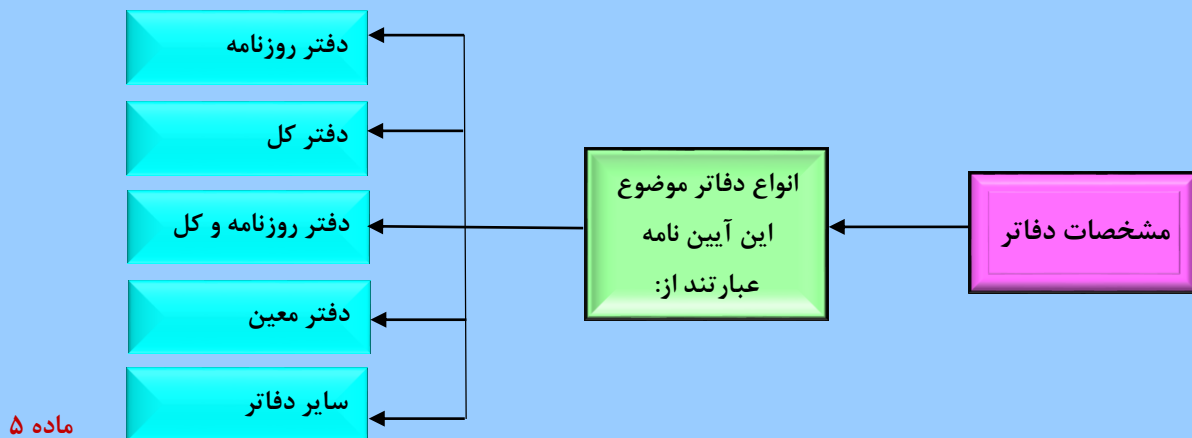 مشخصات دفاتر
انواع دفاتر موضوع
این آیین نامه
عبارتند از:
دفتر روزنامه
دفتر کل
دفتر روزنامه و کل
دفتر معین
سایر دفاتر
ماده ۵